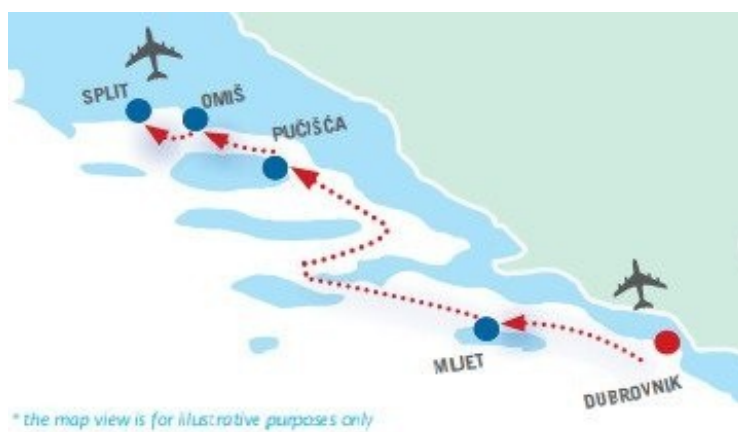 SPLIT
OMIŠ
PUČIŠĆA
MLJET
DUBROVNIK
* the map view is for illustrative purposes only